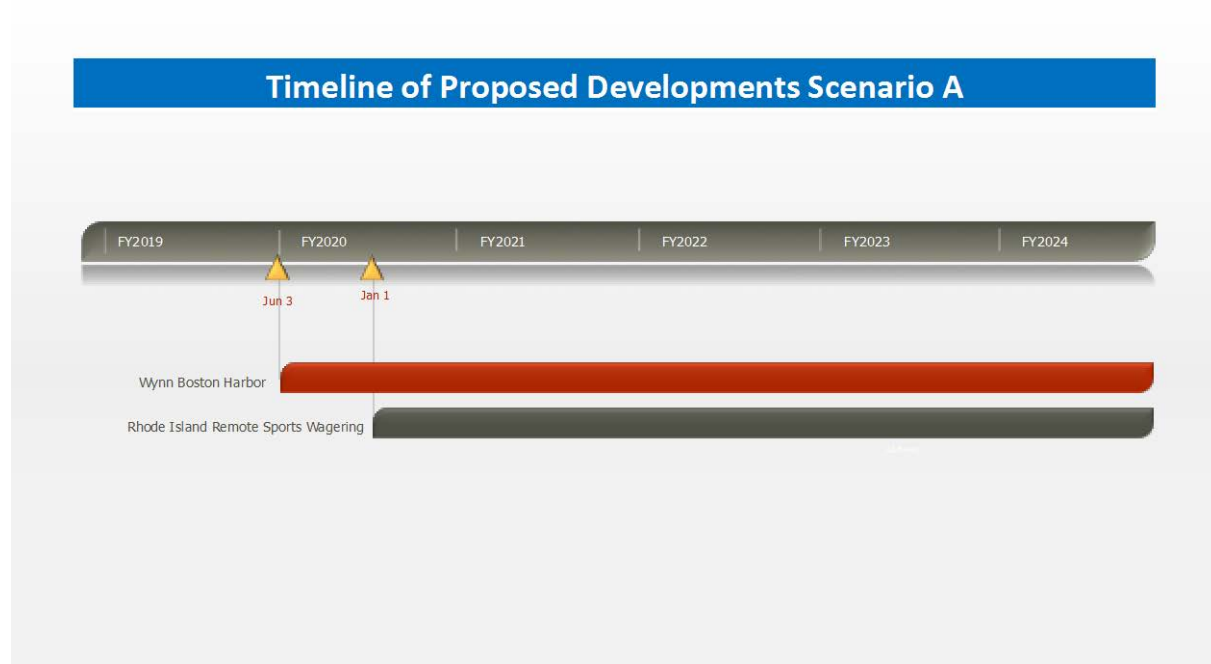 Timeline of Proposed Developments Scenario A
FY2019 FY2020 FY2021 FY2022 FY2023 FY2024
Jun 3 Jan 1
Wynn Boston Harbor
Rhode Island Remote Sports Wagering